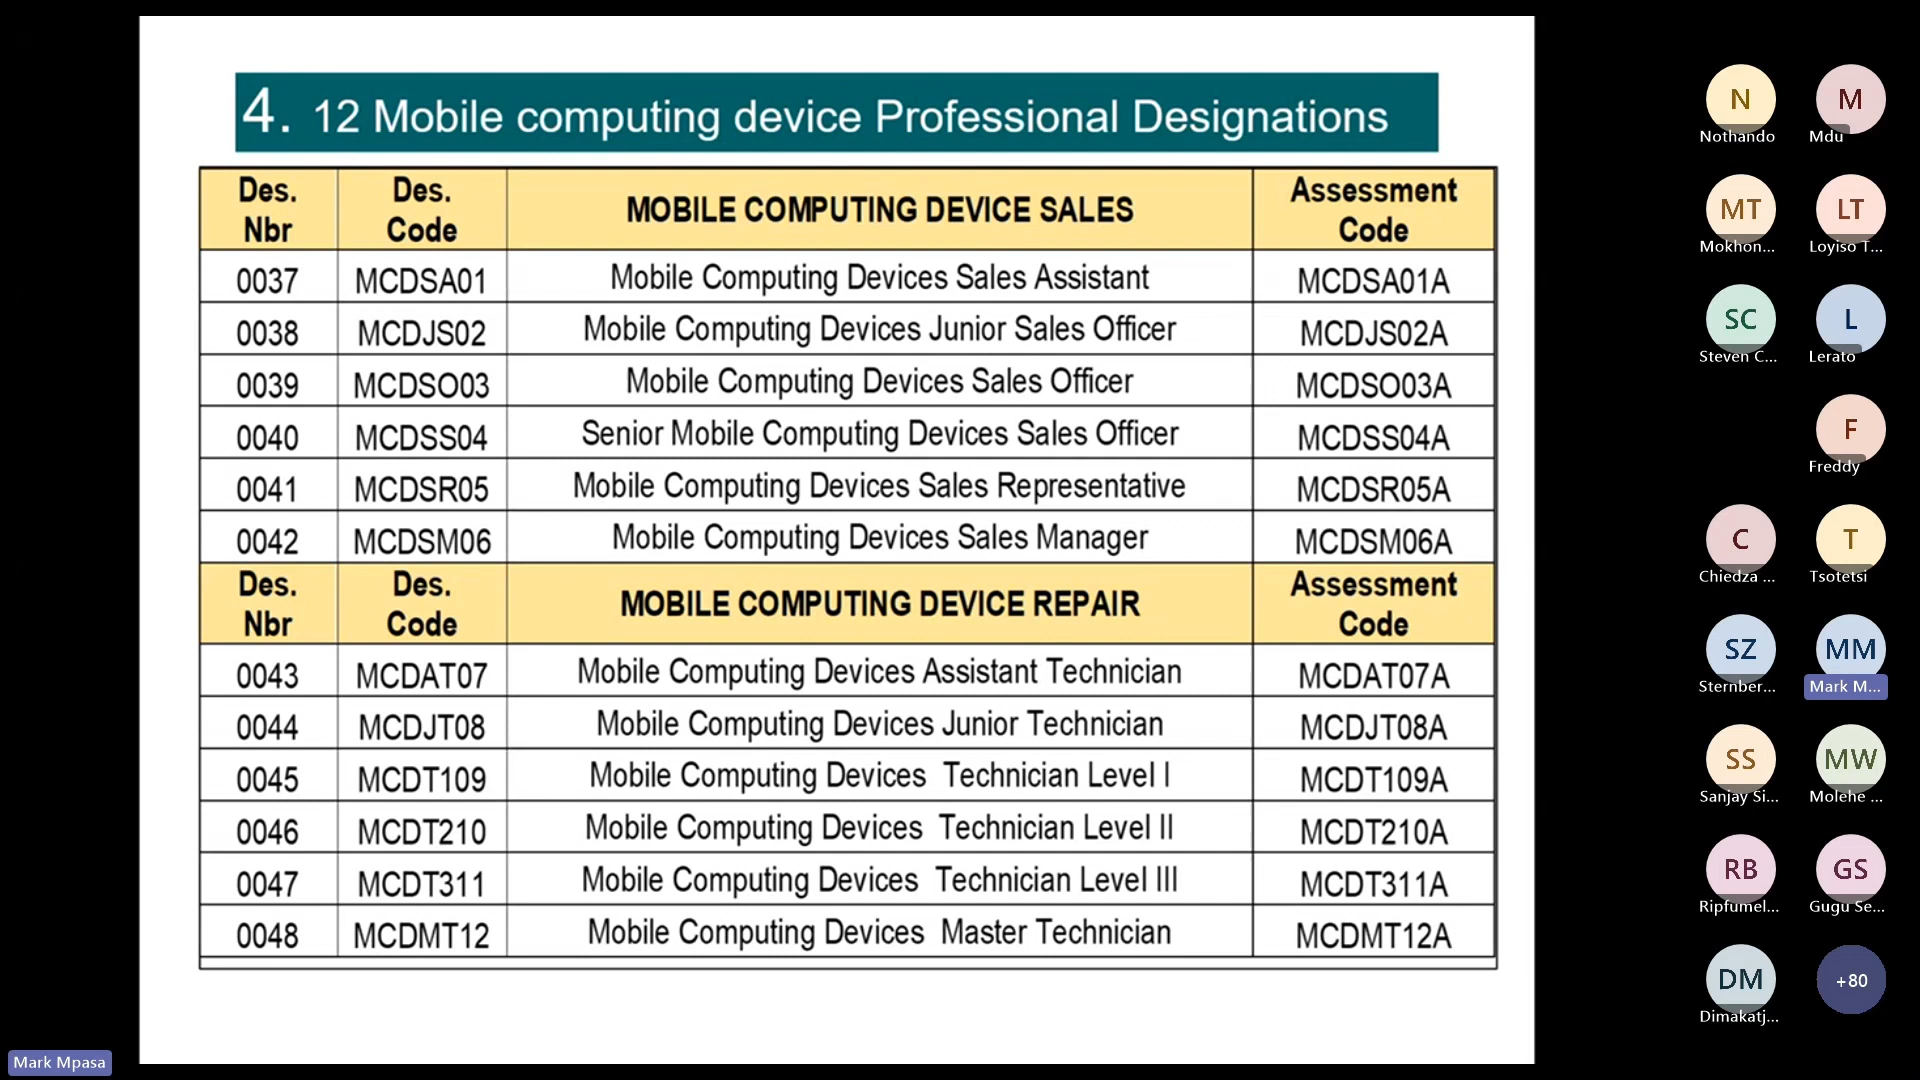 4. 12 Mobile computing device Professional Designations
Des. Nbr Des. Code MOBILE COMPUTING DEVICE SALES Assessment Code
0037 MCDSA01 Mobile Computing Devices Sales Assistant MCDSA01A
0038 MCDJS02 Mobile Computing Devices Junior Sales Officer MCDJS02A
0039 MCDSO03 Mobile Computing Devices Sales Officer MCDSO03A
0040 MCDSS04 Senior Mobile Computing Devices Sales Officer MCDSS04A
0041 MCDSR05 Mobile Computing Devices Sales Representative MCDSR05A
0042 MCDSM06 Mobile Computing Devices Sales Manager MCDSM06A
Des. Nbr Des. Code MOBILE COMPUTING DEVICE REPAIR Assessment Code
0043 MCDAT07 Mobile Computing Devices Assistant Technician MCDAT07A
0044 MCDJT08 Mobile Computing Devices Junior Technician MCDJT08A
0045 MCDT109 Mobile Computing Devices Technician Level I MCDT109A
0046 MCDT210 Mobile Computing Devices Technician Level II MCDT210A
0047 MCDT311 Mobile Computing Devices Technician Level III MCDT311A
0048 MCDMT12 Mobile Computing Devices Master Technician MCDMT12A
N M
Nothando Mdu
MT LT
Mokhon... Loyiso T...
SC L
Steven C... Lerato
F
Freddy
C T
Chiedza ... Tsotetsi
SZ MM
Sternber... Mark M...
SS MW
Sanjay Si... Molehe ...
RB GS
Ripfumel... Gugu Se...
DM +80
Dimakatj...
Mark Mpasa